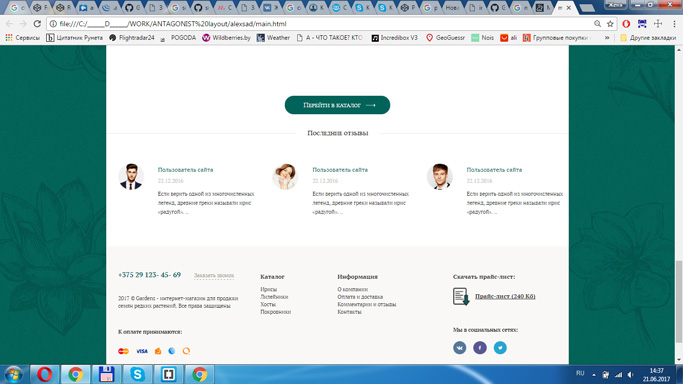 Жена
file:///C:/_____D_____/WORK/ANTAGONIST%20layout/alexsad/main.html
Сервисы
Цитатник Рунета
Flightradar24
POGODA
Wildberries.by
Weather
А - ЧТО ТАКОЕ? КТО
Incredibox V3
GeoGuessr
Nois
ali
Групповые покупки
Другие закладки
Перейти в каталог
Последние отзывы
Пользователь сайта
22.12.2016
Если верить одной из многочисленных
легенд, древние греки называли ирис
«радугой»…
Пользователь сайта
22.12.2016
Если верить одной из многочисленных
легенд, древние греки называли ирис
«радугой»…
Пользователь сайта
22.12.2016
Если верить одной из многочисленных
легенд, древние греки называли ирис
«радугой»…
+375 29 123- 45- 69
Заказать звонок
2017 © Gardenz - интернет-магазин для продажи
земли редких растений. Все права защищены
К оплате принимаются:
VISA
Каталог
Ирисы
Лилейники
Хосты
Покровники
Информация
О компании
Оплата и доставка
Комментарии и отзывы
Контакты
Скачать прайс-лист:
Прайс-лист (240 Кб)
Мы в социальных сетях:
RU
14:37
21.06.2017